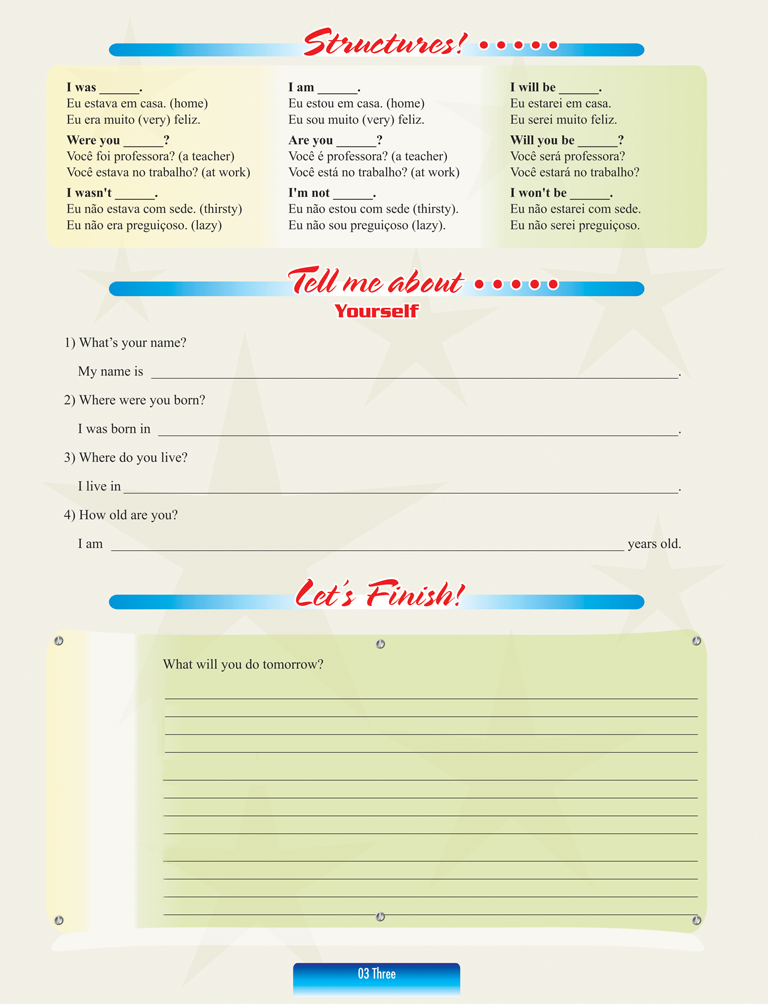 Structures!
I was ______.
Eu estava em casa. (home)
Eu era muito (very) feliz.
Were you ______?
Você foi professora? (a teacher)
Você estava no trabalho? (at work)
I wasn't ______.
Eu não estava com sede. (thirsty)
Eu não era preguiçoso. (lazy)
I am ______.
Eu estou em casa. (home)
Eu sou muito (very) feliz.
Are you ______?
Você é professora? (a teacher)
Você está no trabalho? (at work)
I'm not ______.
Eu não estou com sede (thirsty).
Eu não sou preguiçoso (lazy).
I will be ______.
Eu estarei em casa.
Eu serei muito feliz.
Will you be ______?
Você será professora?
Você estará no trabalho?
I won't be ______.
Eu não estarei com sede.
Eu não serei preguiçoso.
Tell me about
Yourself
1) What's your name?
My name is ______.
2) Where were you born?
I was born in ______.
3) Where do you live?
I live in ______.
4) How old are you?
I am ______ years old.
Let's Finish!
What will you do tomorrow?
03 Three